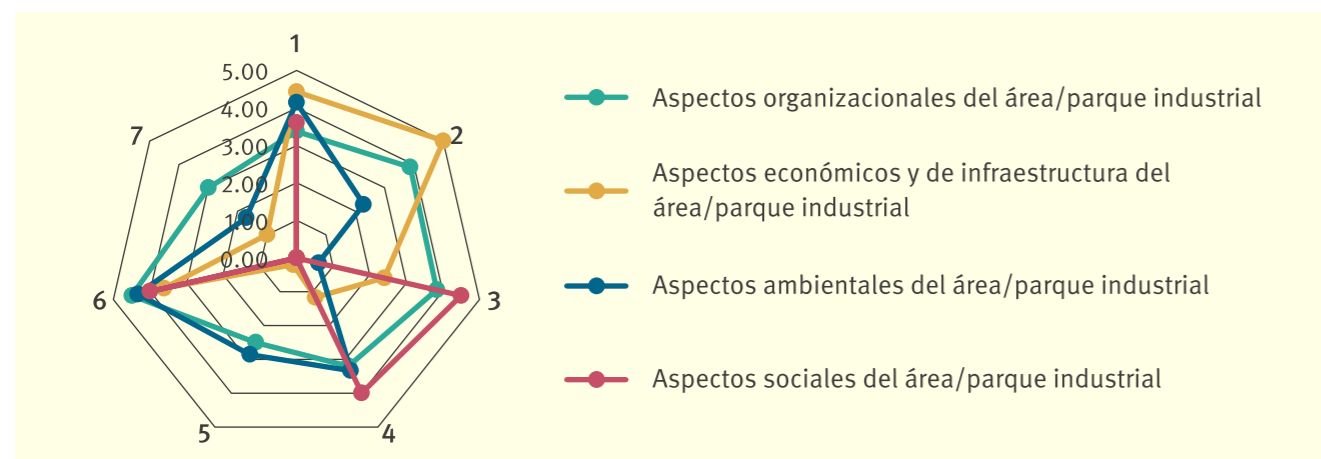 1
5.00
4.00
3.00
2.00
1.00
0.00
7
2
6
3
5
4
Aspectos organizacionales del área/parque industrial
Aspectos económicos y de infraestructura del
área/parque industrial
Aspectos ambientales del área/parque industrial
Aspectos sociales del área/parque industrial